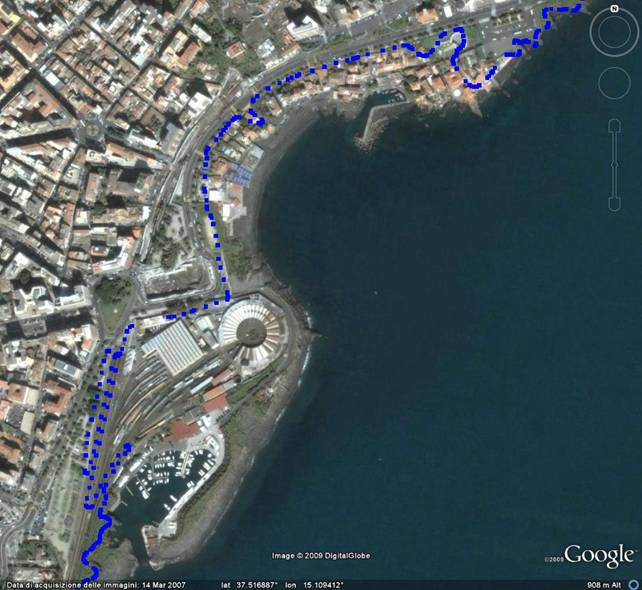 N
Image © 2009 DigitalGlobe
©2009 Google™
Data di acquisizione delle immagini: 14 Mar 2007 lat 37.516887° lon 15.109412° 908 m Alt